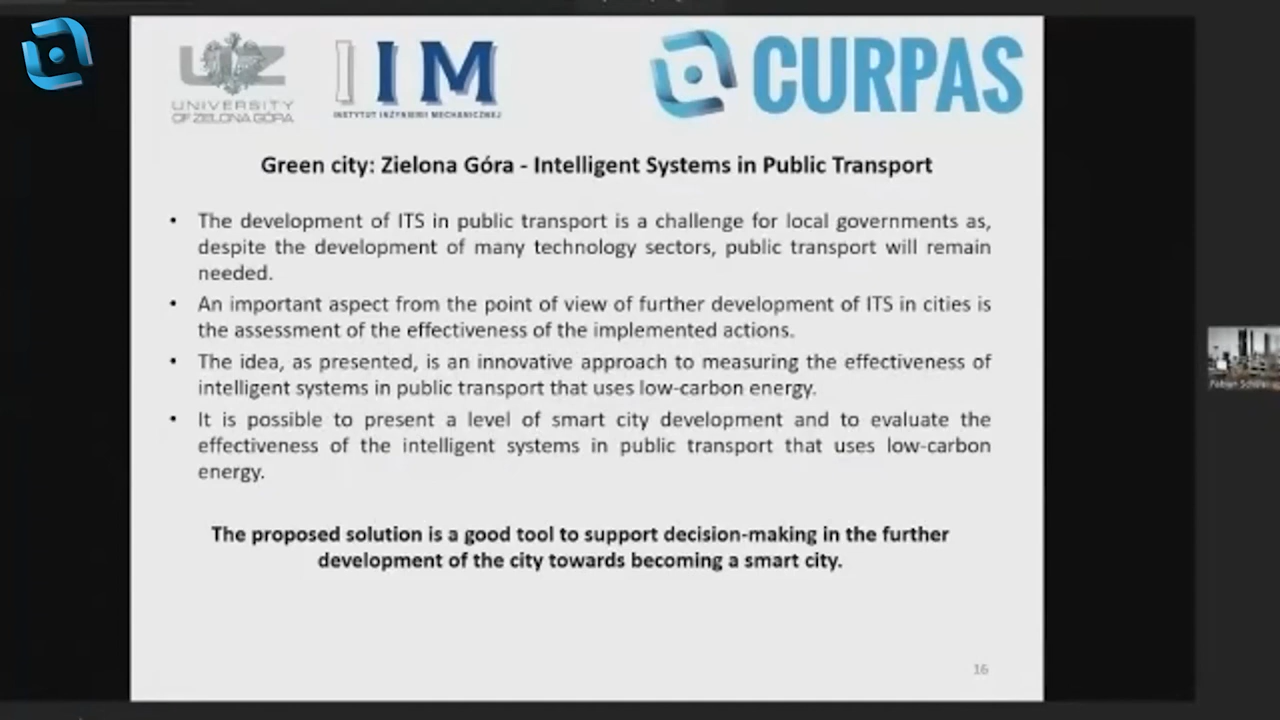 UZ
UNIVERSITY
OF ZIELONA GÓRA
IIM
INSTYTUT INŻYNIERII MECHANICZNEJ
CURPAS
Green city: Zielona Góra - Intelligent Systems in Public Transport
• The development of ITS in public transport is a challenge for local governments as,
despite the development of many technology sectors, public transport will remain
needed.
• An important aspect from the point of view of further development of ITS in cities is
the assessment of the effectiveness of the implemented actions.
• The idea, as presented, is an innovative approach to measuring the effectiveness of
intelligent systems in public transport that uses low-carbon energy.
• It is possible to present a level of smart city development and to evaluate the
effectiveness of the intelligent systems in public transport that uses low-carbon
energy.
The proposed solution is a good tool to support decision-making in the further
development of the city towards becoming a smart city.
16